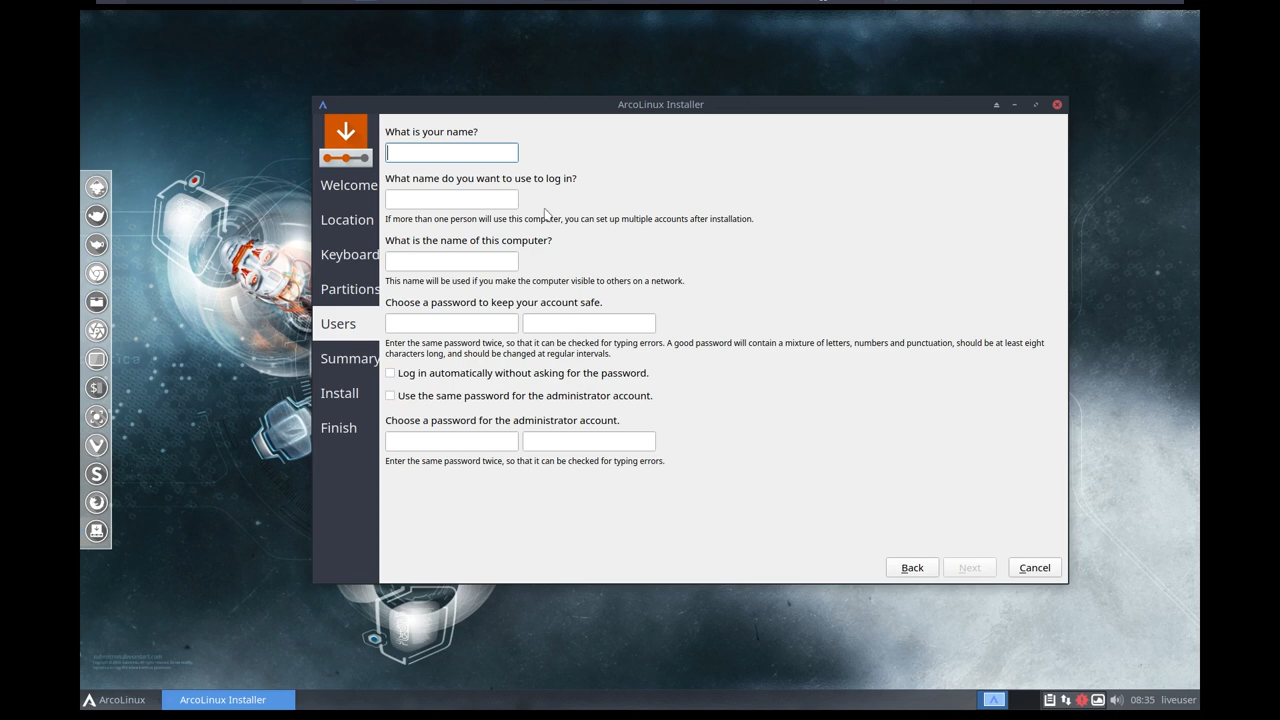 ArcoLinux Installer
What is your name?
Welcome
What name do you want to use to log in?
Location
If more than one person will use this computer, you can set up multiple accounts after installation.
What is the name of this computer?
Keyboard
This name will be used if you make the computer visible to others on a network.
Partitions
Choose a password to keep your account safe.
Users
Enter the same password twice, so that it can be checked for typing errors. A good password will contain a mixture of letters, numbers and punctuation, should be at least eight
characters long, and should be changed at regular intervals.
Summary
Log in automatically without asking for the password.
Install
Use the same password for the administrator account.
Choose a password for the administrator account.
Finish
Enter the same password twice, so that it can be checked for typing errors.
Back
Next
Cancel
ArcoLinux
ArcoLinux Installer
08:35
liveuser